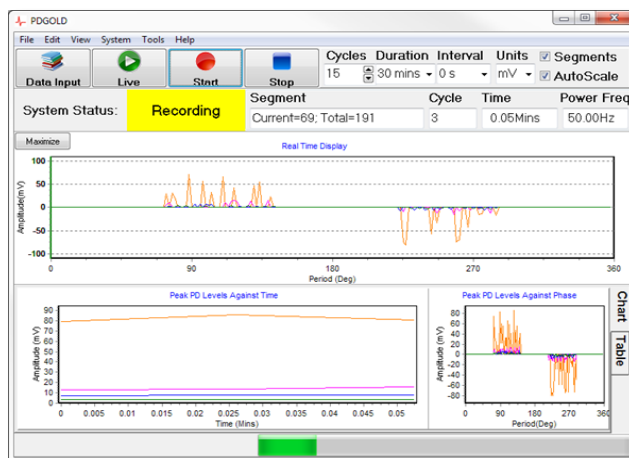 PDGOLD
File Edit View System Tools Help
Data Input Live Start Stop
Cycles Duration Interval Units Segments
15 30 mins 0 s mV AutoScale
System Status: Recording
Segment Cycle Time Power Freq
Current=69; Total=191 3 0.05Mins 50.00Hz
Maximize
Real Time Display
Amplitude(mV)
100
50
0
-50
-100
0 90 180 270 360
Period (Deg)
Peak PD Levels Against Time
Amplitude (mV)
90
80
70
60
50
40
30
20
10
0
0 0.005 0.01 0.015 0.02 0.025 0.03 0.035 0.04 0.045 0.05
Time (Mins)
Peak PD Levels Against Phase
Amplitude (mV)
80
60
40
20
0
-20
-40
-60
-80
0 90 180 270 360
Period(Deg)
Chart
Table